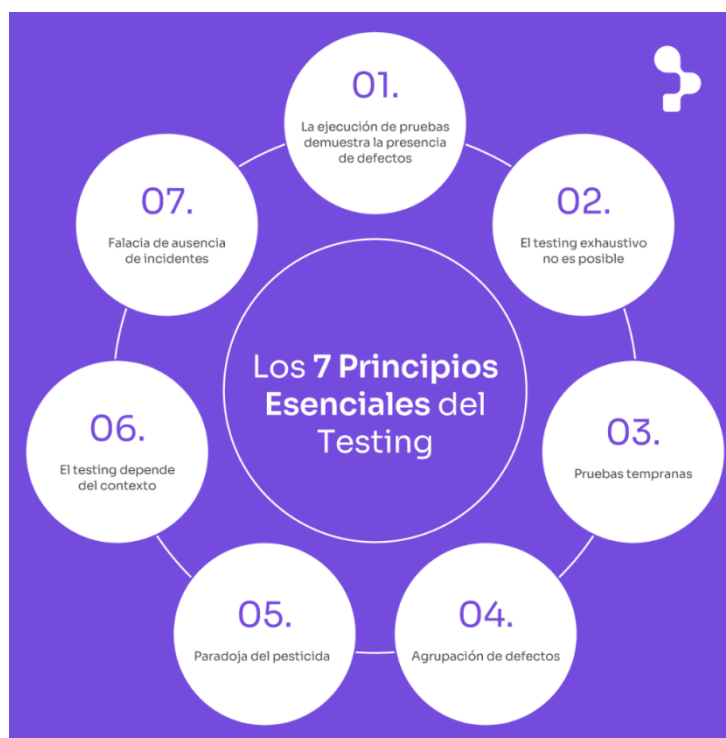 Los 7 Principios
Esenciales del
Testing
01.
La ejecución de pruebas
demuestra la presencia
de defectos
02.
El testing exhaustivo
no es posible
03.
Pruebas tempranas
04.
Agrupación de defectos
05.
Paradoja del pesticida
06.
El testing depende
del contexto
07.
Falacia de ausencia
de incidentes